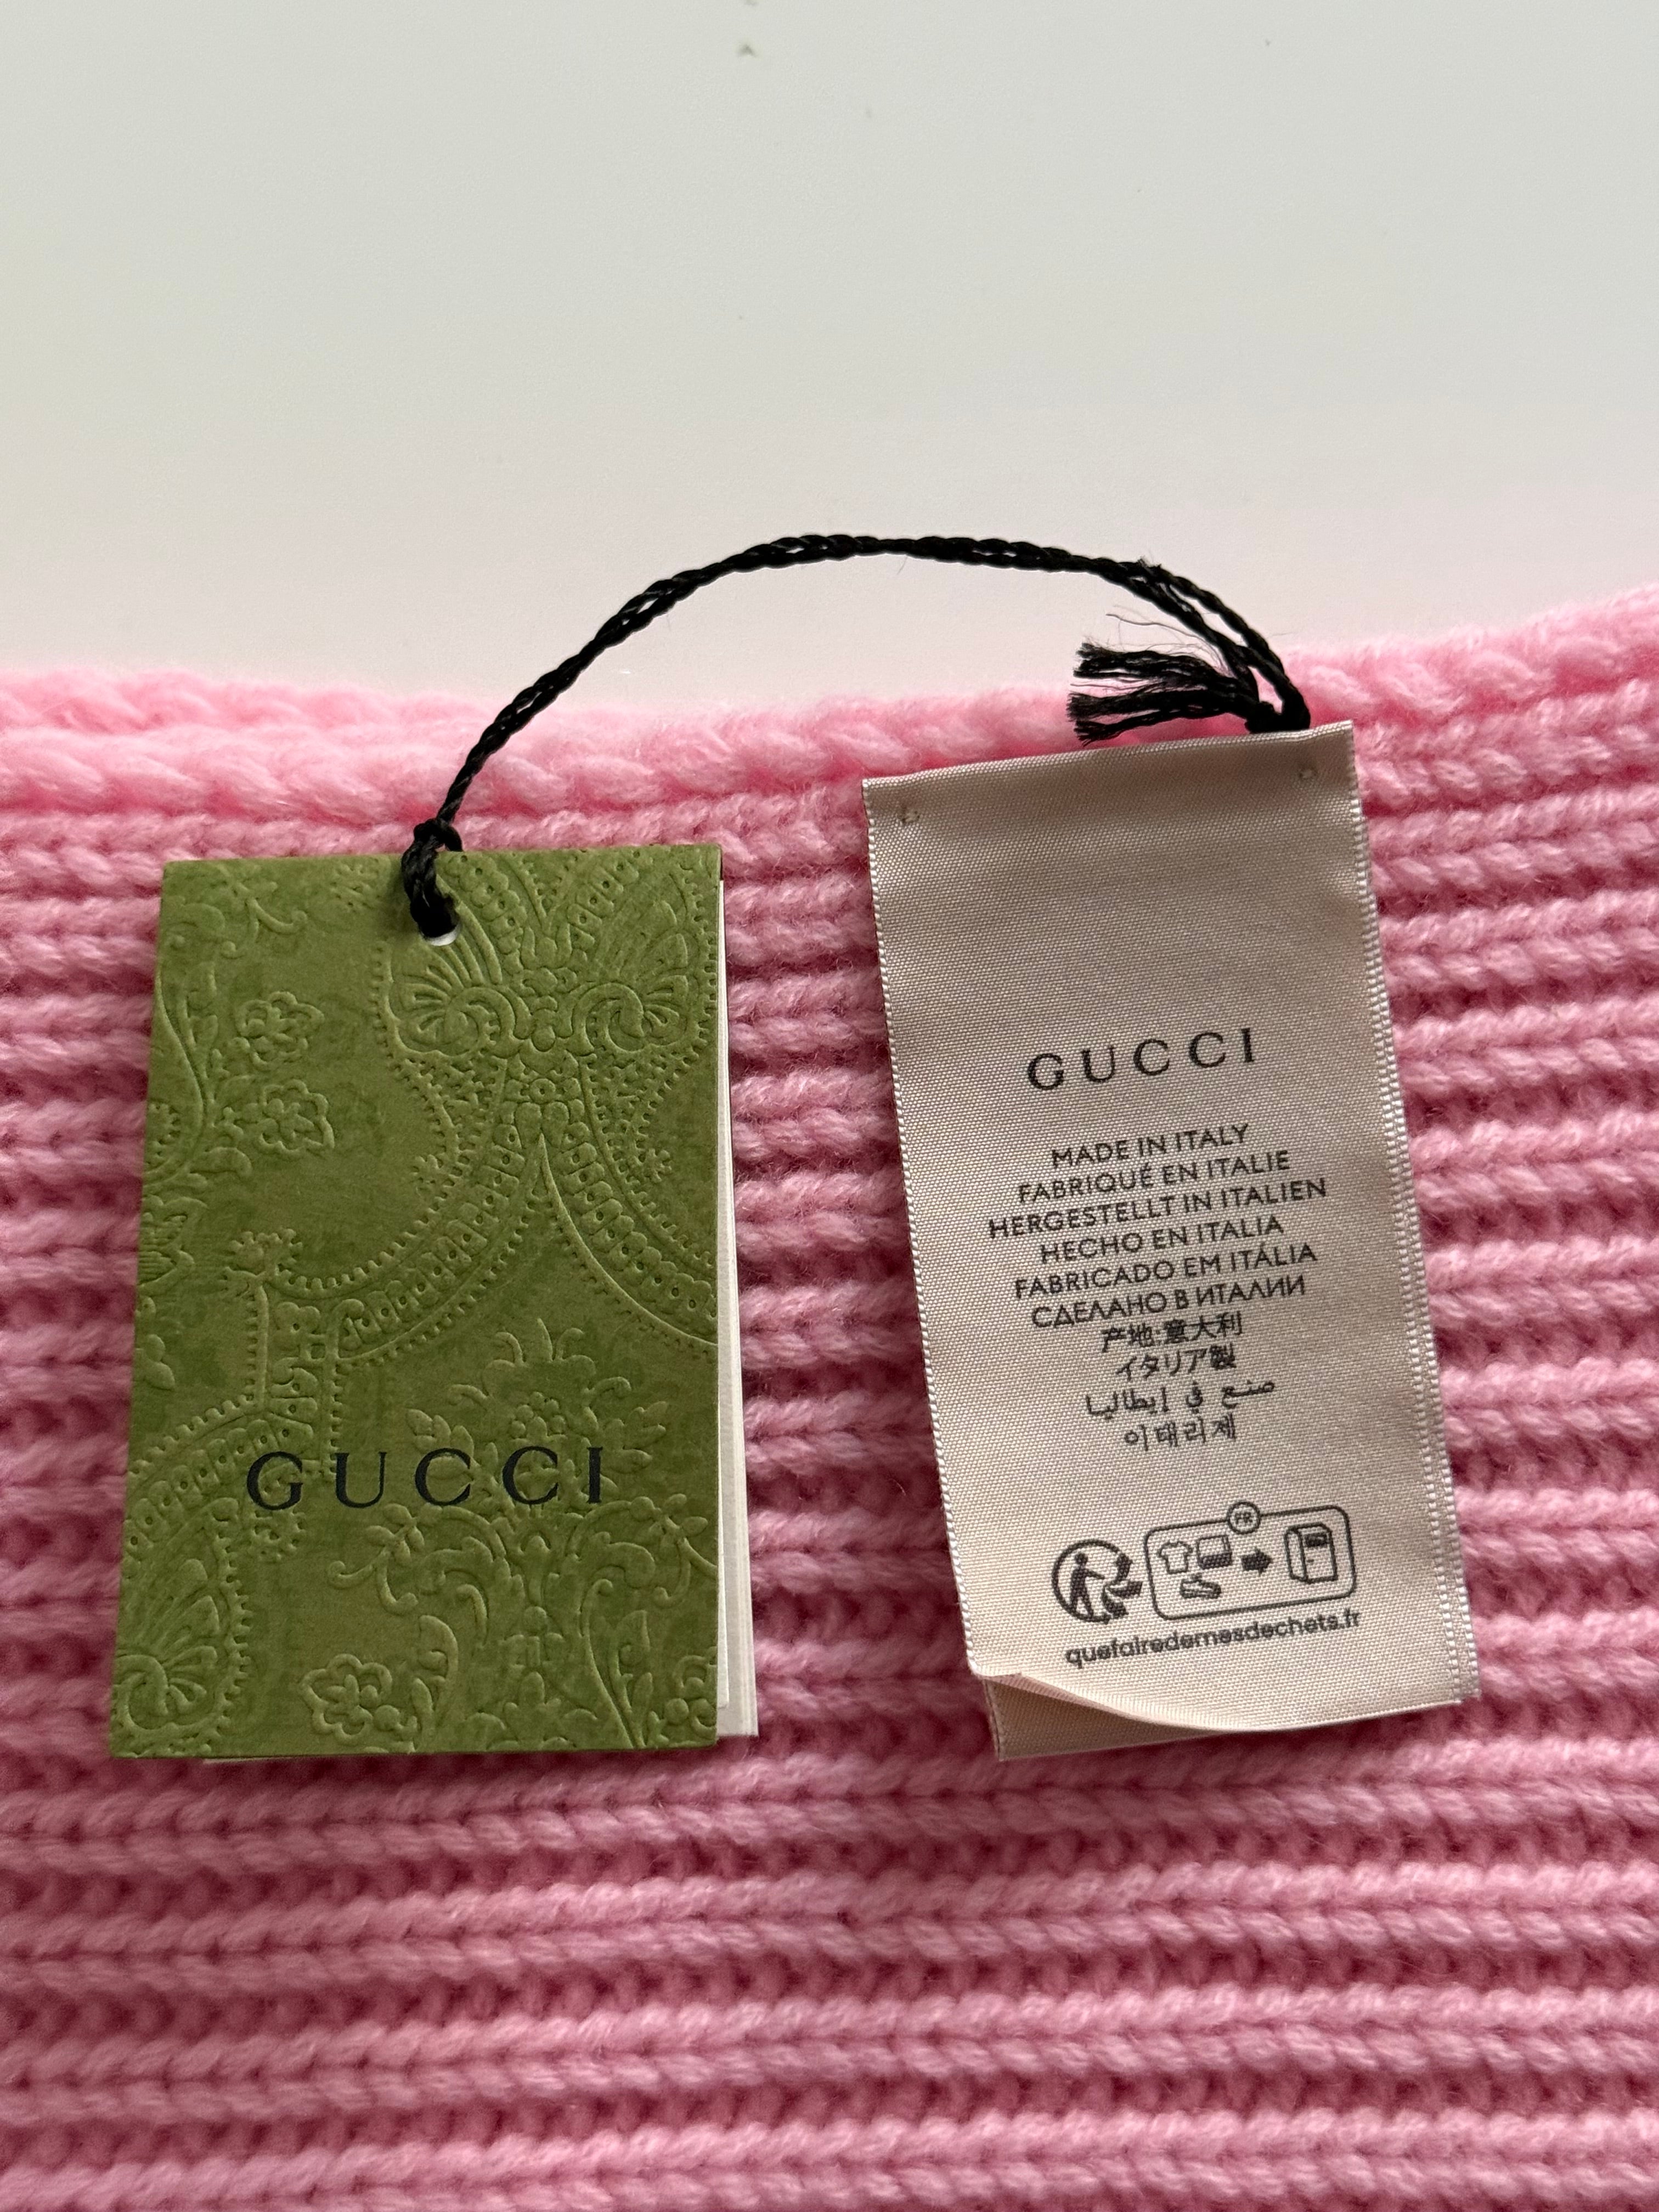 GUCCI
GUCCI
MADE IN ITALY
FABRIQUÉ EN ITALIE
HERGESTELLT IN ITALIEN
HECHO EN ITALIA
FABRICADO EM ITÁLIA
СДЕЛАНО В ИТАЛИИ
产地:意大利
イタリア製
صنع في إيطاليا
이태리제
FR
quefairedemesdechets.fr